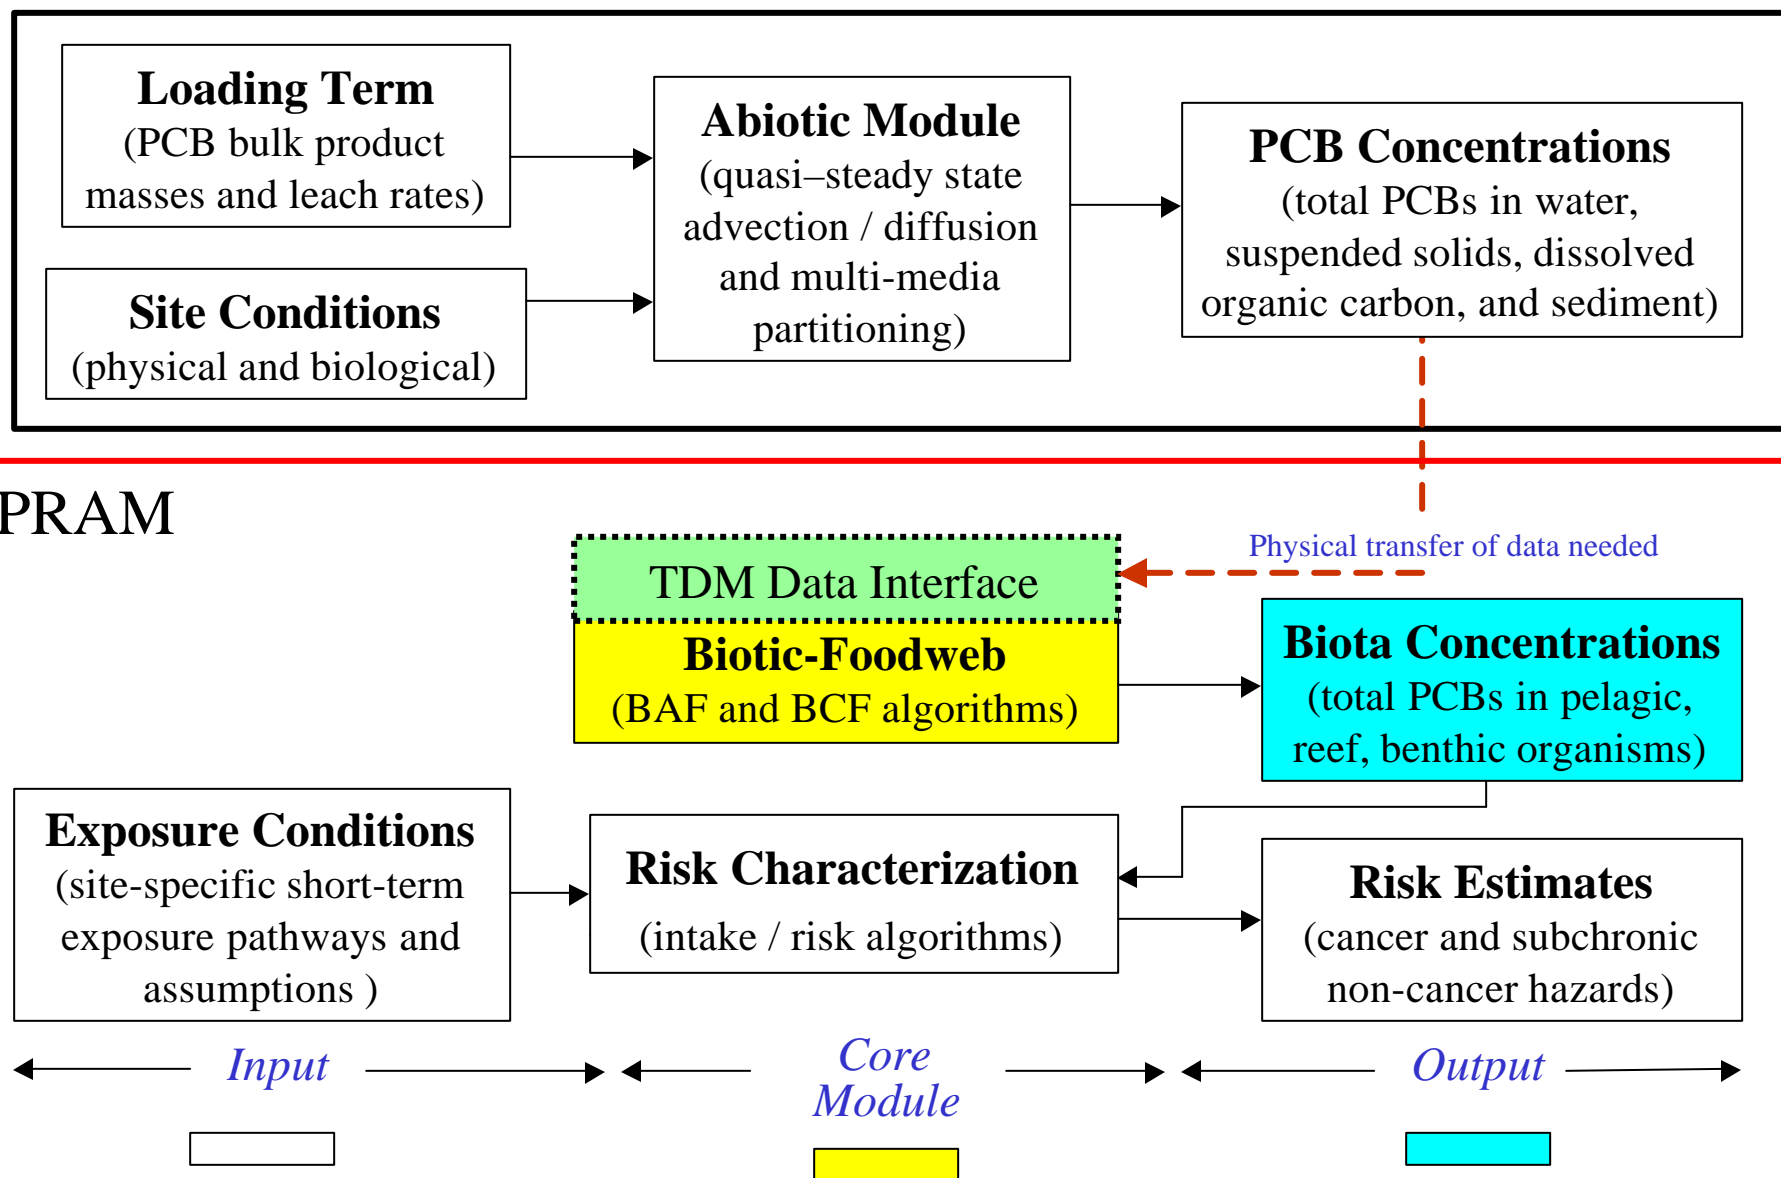 Loading Term
(PCB bulk product
masses and leach rates)
Site Conditions
(physical and biological)
Abiotic Module
(quasi–steady state
advection / diffusion
and multi-media
partitioning)
PCB Concentrations
(total PCBs in water,
suspended solids, dissolved
organic carbon, and sediment)
PRAM
Physical transfer of data needed
TDM Data Interface
Biotic-Foodweb
(BAF and BCF algorithms)
Biota Concentrations
(total PCBs in pelagic,
reef, benthic organisms)
Exposure Conditions
(site-specific short-term
exposure pathways and
assumptions )
Risk Characterization
(intake / risk algorithms)
Risk Estimates
(cancer and subchronic
non-cancer hazards)
Input
Core
Module
Output